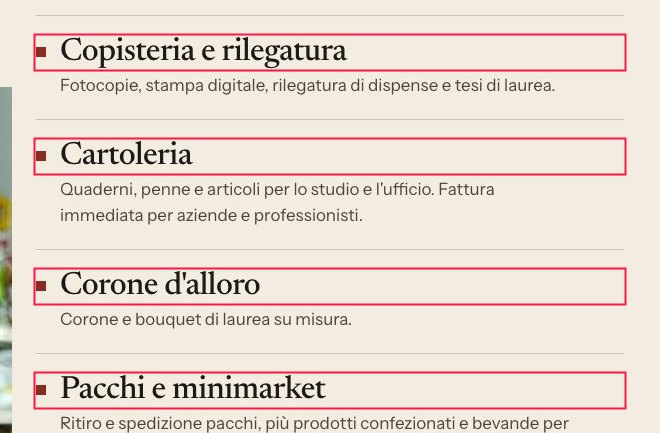 Copisteria e rilegatura
Fotocopie, stampa digitale, rilegatura di dispense e tesi di laurea.
Cartoleria
Quaderni, penne e articoli per lo studio e l'ufficio. Fattura
immediata per aziende e professionisti.
Corone d'alloro
Corone e bouquet di laurea su misura.
Pacchi e minimarket
Ritiro e spedizione pacchi, più prodotti confezionati e bevande per